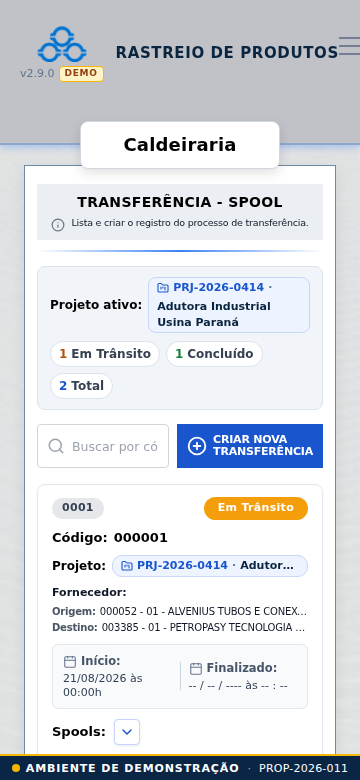 v2.9.0 DEMO
RASTREIO DE PRODUTOS
Caldeiraria
TRANSFERÊNCIA - SPOOL
Lista e criar o registro do processo de transferência.
Projeto ativo:
PRJ-2026-0414 ·
Adutora Industrial
Usina Paraná
1 Em Trânsito
1 Concluído
2 Total
Buscar por có
CRIAR NOVA
TRANSFERÊNCIA
0001
Em Trânsito
Código: 000001
Projeto: PRJ-2026-0414 · Adutor...
Fornecedor:
Origem: 000052 - 01 - ALVENIUS TUBOS E CONEX...
Destino: 003385 - 01 - PETROPASY TECNOLOGIA ...
Início:
21/08/2026 às
00:00h
Finalizado:
-- / -- / ---- às -- : --
Spools:
AMBIENTE DE DEMONSTRAÇÃO · PROP-2026-011